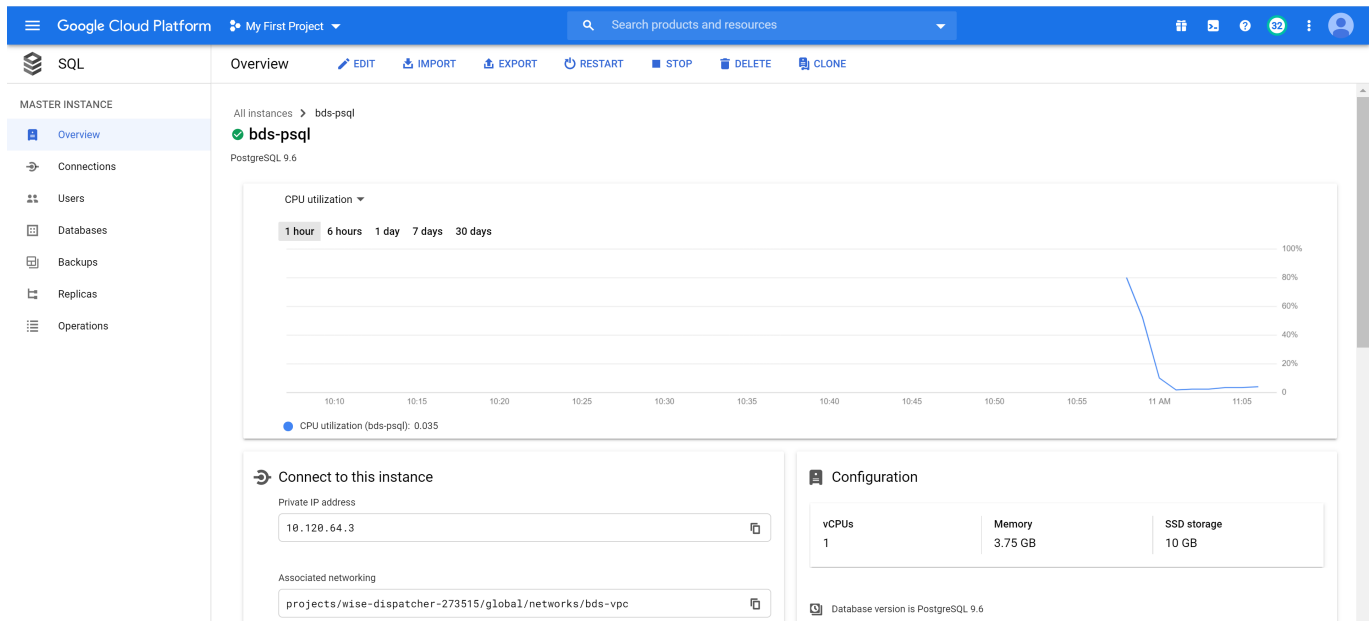 Google Cloud Platform
My First Project
Search products and resources
32
SQL
Overview
EDIT
IMPORT
EXPORT
RESTART
STOP
DELETE
CLONE
MASTER INSTANCE
Overview
Connections
Users
Databases
Backups
Replicas
Operations
All instances > bds-psql
bds-psql
PostgreSQL 9.6
CPU utilization
1 hour 6 hours 1 day 7 days 30 days
100%
80%
60%
40%
20%
0
10:10 10:15 10:20 10:25 10:30 10:35 10:40 10:45 10:50 10:55 11 AM 11:05
CPU utilization (bds-psql): 0.035
Connect to this instance
Private IP address
10.120.64.3
Associated networking
projects/wise-dispatcher-273515/global/networks/bds-vpc
Configuration
vCPUs Memory SSD storage
1 3.75 GB 10 GB
Database version is PostgreSQL 9.6